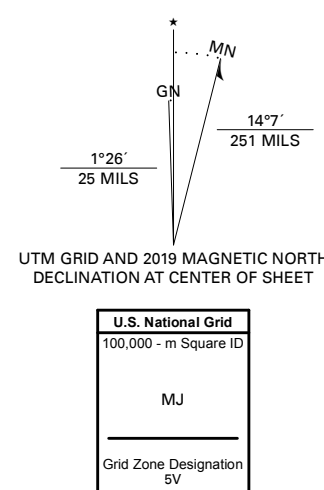 ★
MN
GN
14°7´
251 MILS
1°26´
25 MILS
UTM GRID AND 2019 MAGNETIC NORTH
DECLINATION AT CENTER OF SHEET
U.S. National Grid
100,000 - m Square ID
MJ
Grid Zone Designation
5V